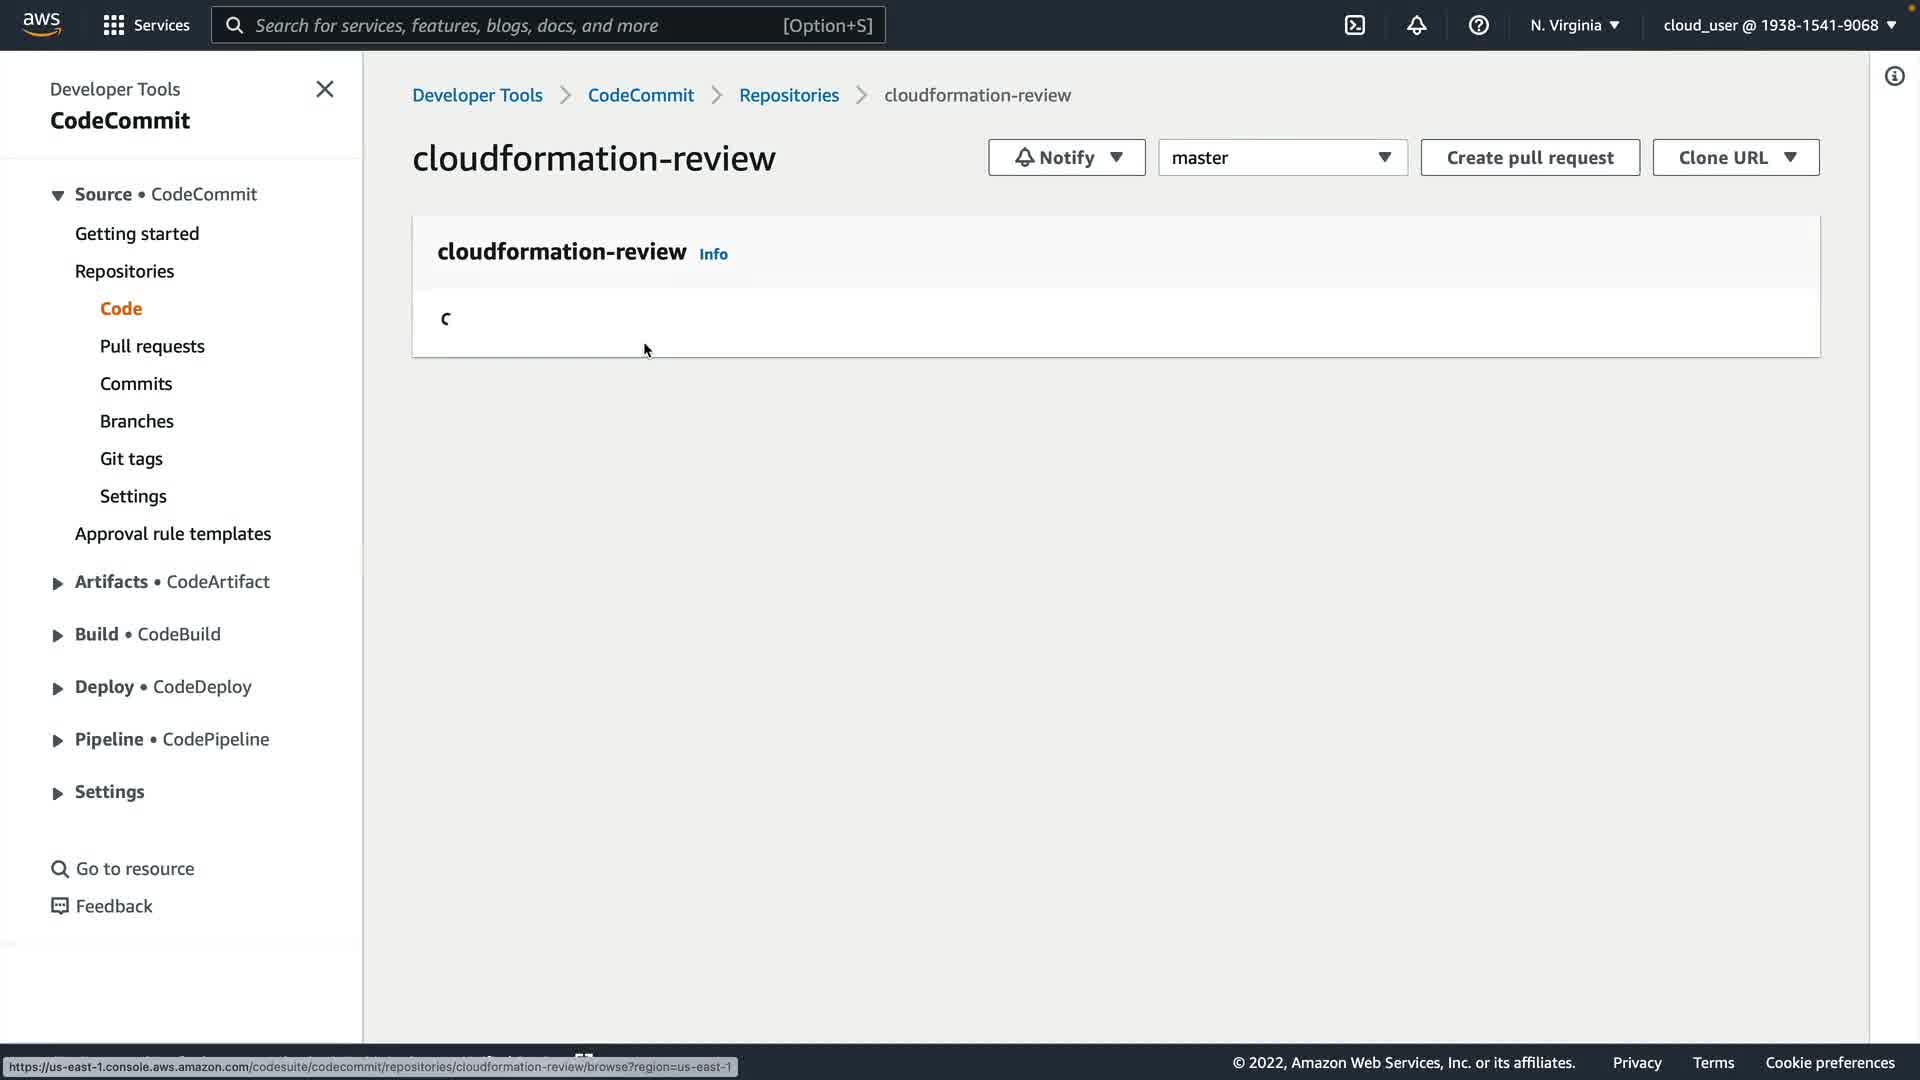 aws
Services
Search for services, features, blogs, docs, and more
[Option+S]
N. Virginia
cloud_user @ 1938-1541-9068
Developer Tools
CodeCommit
Source • CodeCommit
Getting started
Repositories
Code
Pull requests
Commits
Branches
Git tags
Settings
Approval rule templates
Artifacts • CodeArtifact
Build • CodeBuild
Deploy • CodeDeploy
Pipeline • CodePipeline
Settings
Go to resource
Feedback
Developer Tools
CodeCommit
Repositories
cloudformation-review
cloudformation-review
Notify
master
Create pull request
Clone URL
cloudformation-review Info
https://us-east-1.console.aws.amazon.com/codesuite/codecommit/repositories/cloudformation-review/browse?region=us-east-1
© 2022, Amazon Web Services, Inc. or its affiliates.
Privacy
Terms
Cookie preferences